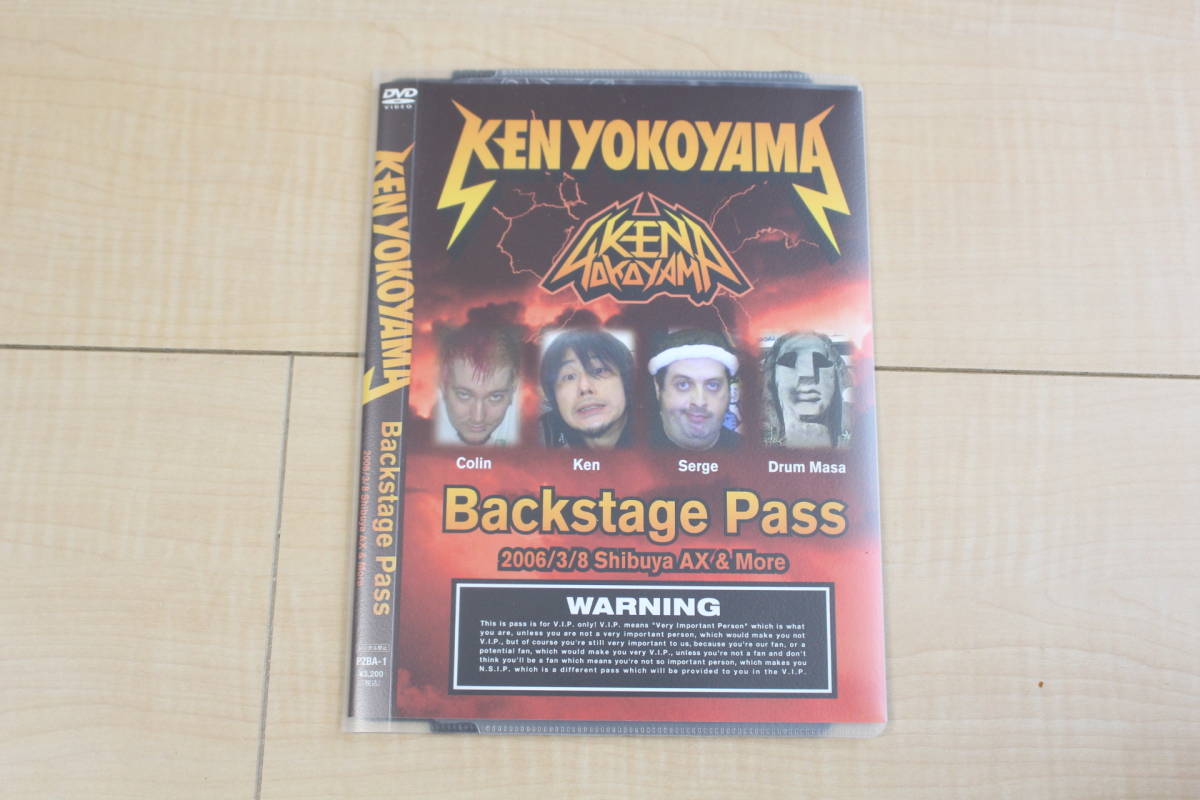 DVD
VIDEO
KEN YOKOYAMA
Backstage Pass
2006/3/8 Shibuya AX & More
PZBA-1
¥3,200
KEN YOKOYAMA
KEN
YOKOYAMA
Colin Ken Serge Drum Masa
Backstage Pass
2006/3/8 Shibuya AX & More
WARNING
This is pass is for V.I.P. only! V.I.P. means "Very Important Person" which is what
you are, unless you are not a very important person, which would make you not
V.I.P., but of course you're still very important to us, because you're our fan, or a
potential fan, which would make you very V.I.P., unless you're not a fan and don't
think you'll be a fan which means you're not so important person, which makes you
N.S.I.P. which is a different pass which will be provided to you in the V.I.P.